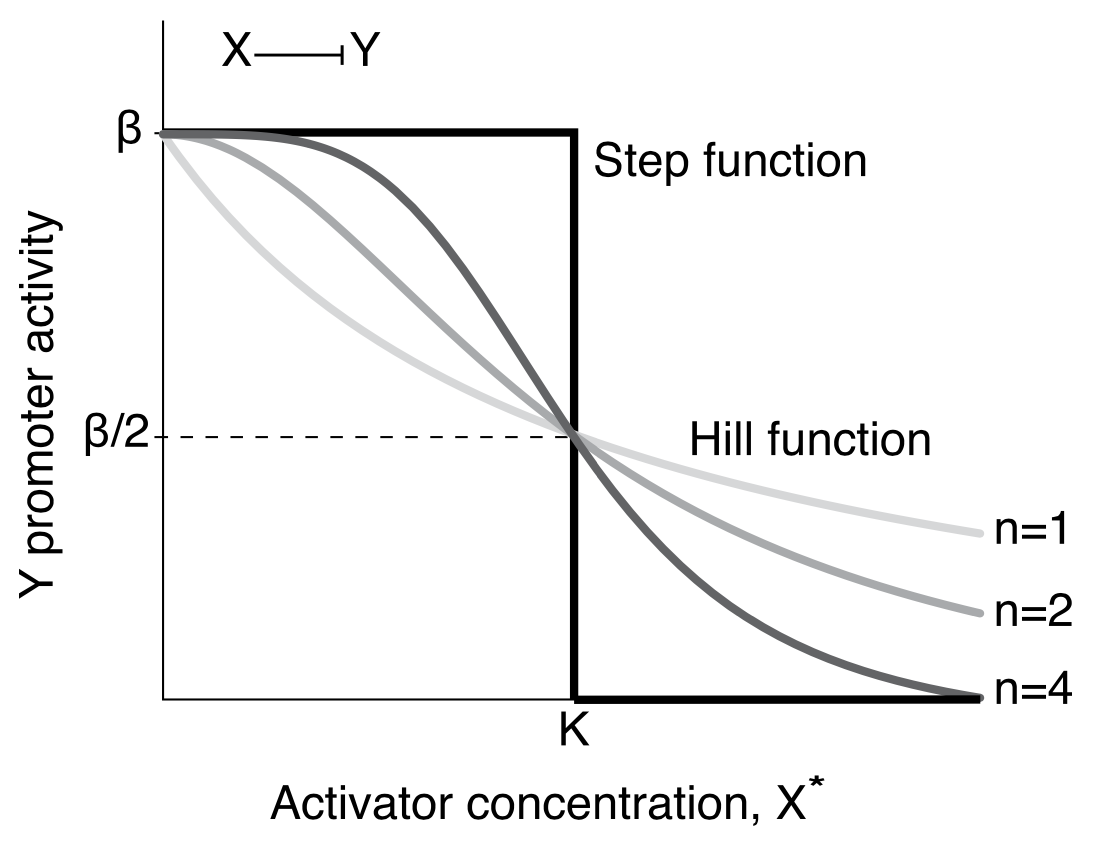 X Y
β
Step function
Y promoter activity
β/2
Hill function
n=1
n=2
n=4
K
Activator concentration, X*